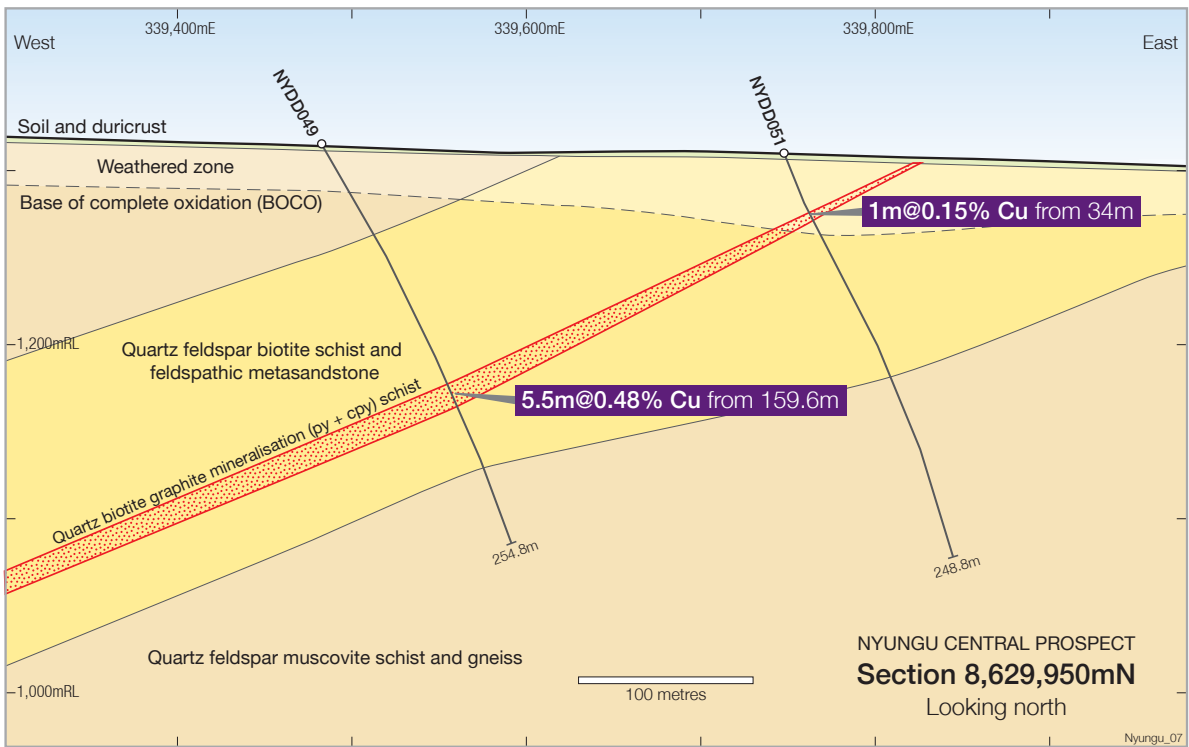 339,400mE
339,600mE
339,800mE
West
East
NYDD049
NYDD051
Soil and duricrust
Weathered zone
Base of complete oxidation (BOCO)
1m@0.15% Cu from 34m
1,200mRL
Quartz feldspar biotite schist and
feldspathic metasandstone
5.5m@0.48% Cu from 159.6m
Quartz biotite graphite mineralisation (py + cpy) schist
254.8m
248.8m
Quartz feldspar muscovite schist and gneiss
1,000mRL
100 metres
NYUNGU CENTRAL PROSPECT
Section 8,629,950mN
Looking north
Nyungu_07